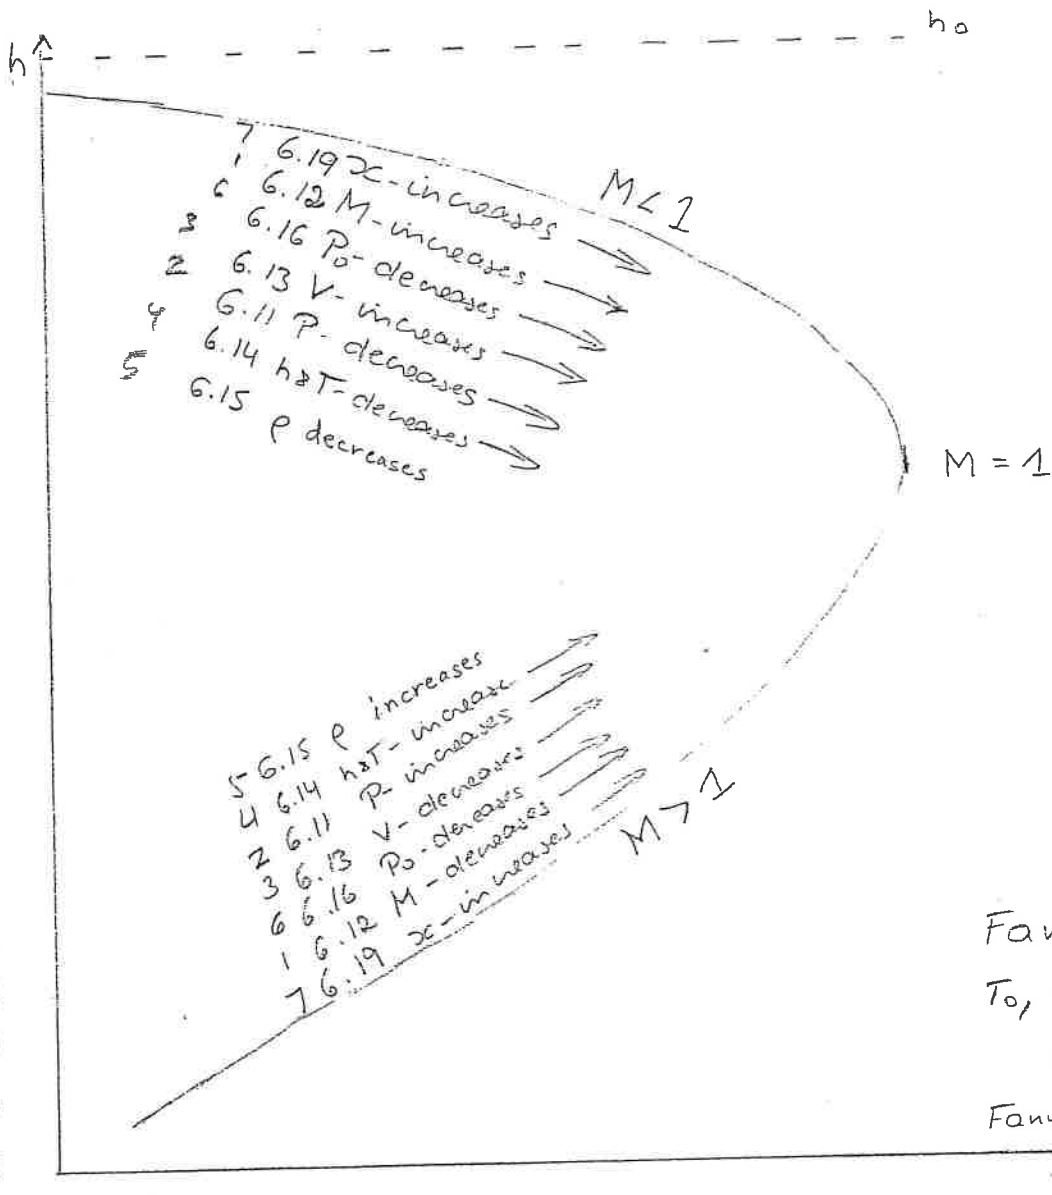 h₀
h
7 6.19 x-increases
1 6.12 M-increases
6 6.16 P₀-decreases
3 6.13 V-increases
2 6.11 P-decreases
4 6.14 h&T-decreases
5 6.15 ρ decreases
M<1
M=1
5 6.15 ρ increases
4 6.14 h&T-increase
2 6.11 P-increases
3 6.13 V-decreases
6 6.16 P₀-decreases
1 6.12 M-decreases
7 6.19 x-increases
M>1
T₀,